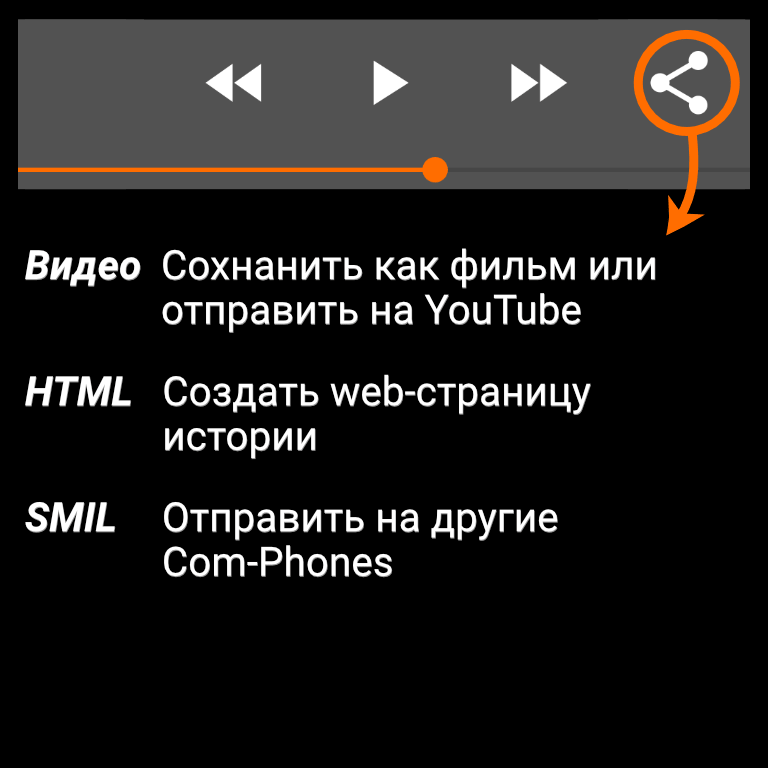 Видео Сохнанить как фильм или
отправить на YouTube
HTML Создать web-страницу
истории
SMIL Отправить на другие
Com-Phones